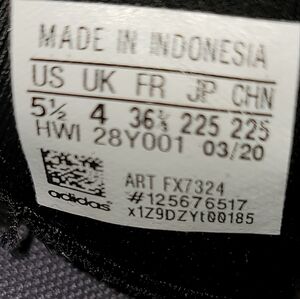 MADE IN INDONESIA
US UK FR JP CHN
5½ 4 36⅔ 225 225
HWI 28Y001 03/20
ART FX7324
#125676517
adidas x1Z9DZYt00185